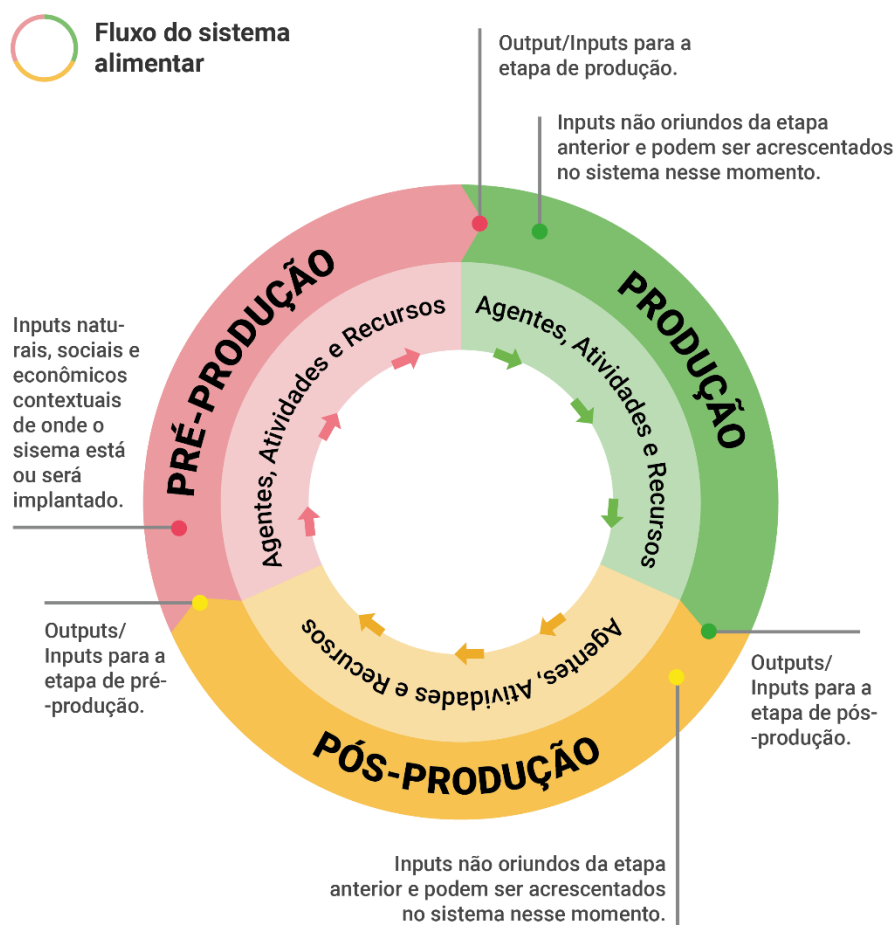 Fluxo do sistema
alimentar
Output/Inputs para a
etapa de produção.
Inputs não oriundos da etapa
anterior e podem ser acrescentados
no sistema nesse momento.
PRÉ-PRODUÇÃO
Agentes, Atividades e Recursos
PRODUÇÃO
Agentes, Atividades e Recursos
Inputs natu-
rais, sociais e
econômicos
contextuais
de onde o
sisema está
ou será
implantado.
Outputs/
Inputs para a
etapa de pré-
-produção.
Agentes, Atividades e Recursos
PÓS-PRODUÇÃO
Outputs/
Inputs para a
etapa de pós-
-produção.
Inputs não oriundos da etapa
anterior e podem ser acrescentados
no sistema nesse momento.